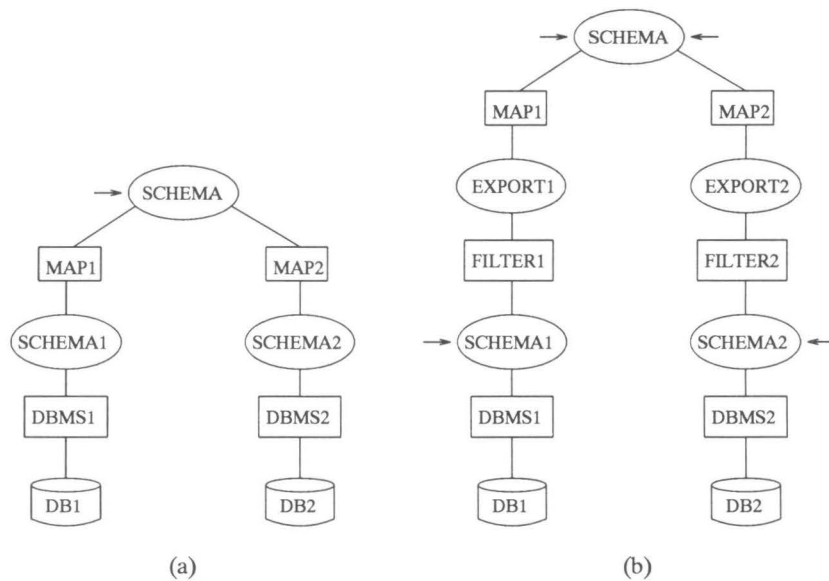 SCHEMA
MAP1 MAP2
SCHEMA1 SCHEMA2
DBMS1 DBMS2
DB1 DB2
(a)
SCHEMA
MAP1 MAP2
EXPORT1 EXPORT2
FILTER1 FILTER2
SCHEMA1 SCHEMA2
DBMS1 DBMS2
DB1 DB2
(b)